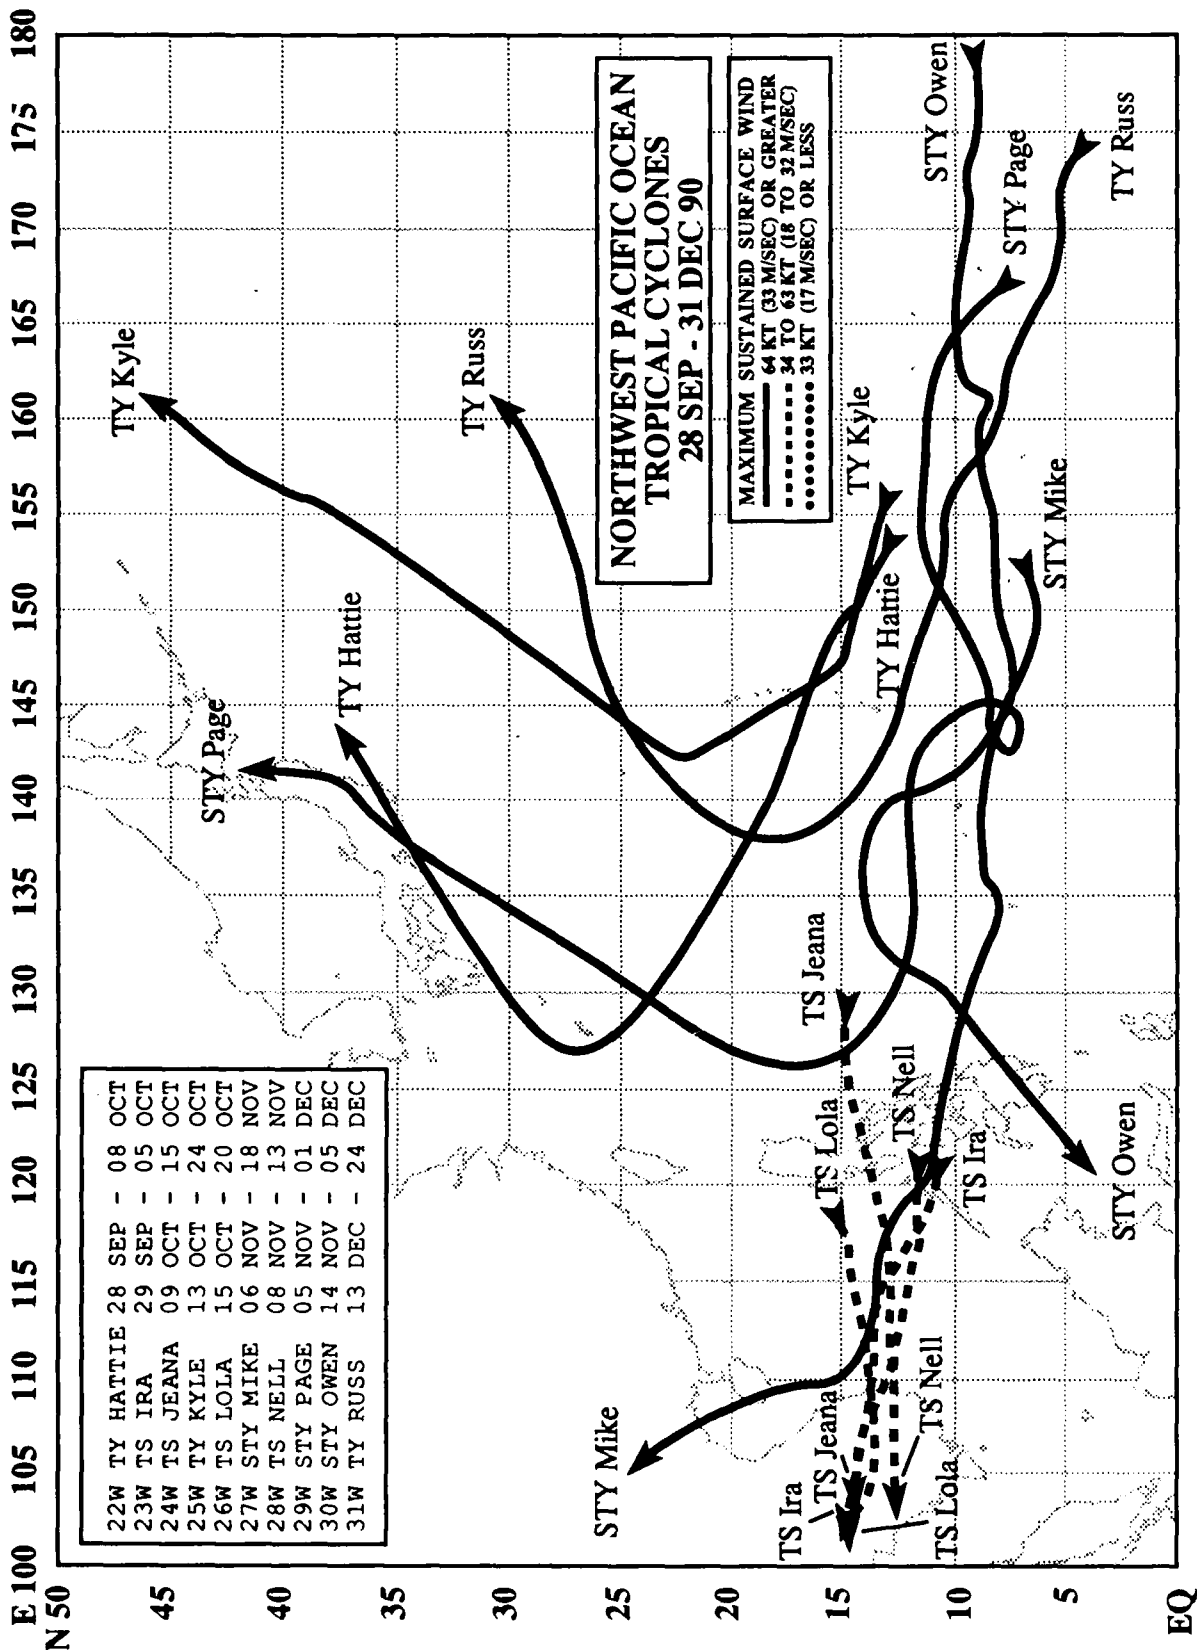 NORTHWEST PACIFIC OCEAN
TROPICAL CYCLONES
28 SEP - 31 DEC 90
MAXIMUM SUSTAINED SURFACE WIND
64 KT (33 M/SEC) OR GREATER
34 TO 63 KT (18 TO 32 M/SEC)
33 KT (17 M/SEC) OR LESS
22W TY HATTIE 28 SEP - 08 OCT
23W TS IRA 29 SEP - 05 OCT
24W TS JEANA 09 OCT - 15 OCT
25W TY KYLE 13 OCT - 24 OCT
26W TS LOLA 15 OCT - 20 OCT
27W STY MIKE 06 NOV - 18 NOV
28W TS NELL 08 NOV - 13 NOV
29W STY PAGE 05 NOV - 01 DEC
30W STY OWEN 14 NOV - 05 DEC
31W TY RUSS 13 DEC - 24 DEC
E 100 105 110 115 120 125 130 135 140 145 150 155 160 165 170 175 180
N 50
45
40
35
30
25
20
15
10
5
EQ
TY Kyle
TY Russ
TY Hattie
STY Page
STY Mike
TS Ira
TS Jeana
TS Lola
TS Nell
TS Lola
TS Jeana
TS Nell
TS Ira
STY Owen
TY Hattie
TY Kyle
STY Mike
STY Owen
STY Page
TY Russ